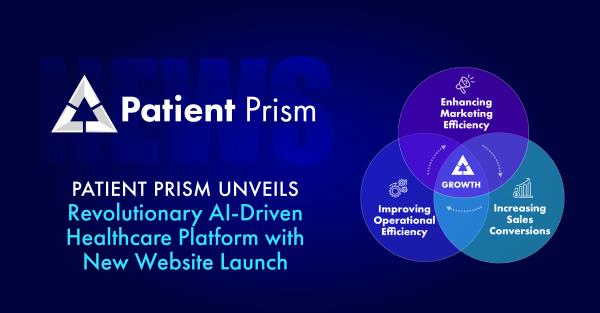 NEWS
Patient Prism
PATIENT PRISM UNVEILS
Revolutionary AI-Driven
Healthcare Platform with
New Website Launch
Enhancing
Marketing
Efficiency
GROWTH
Improving
Operational
Efficiency
Increasing
Sales
Conversions